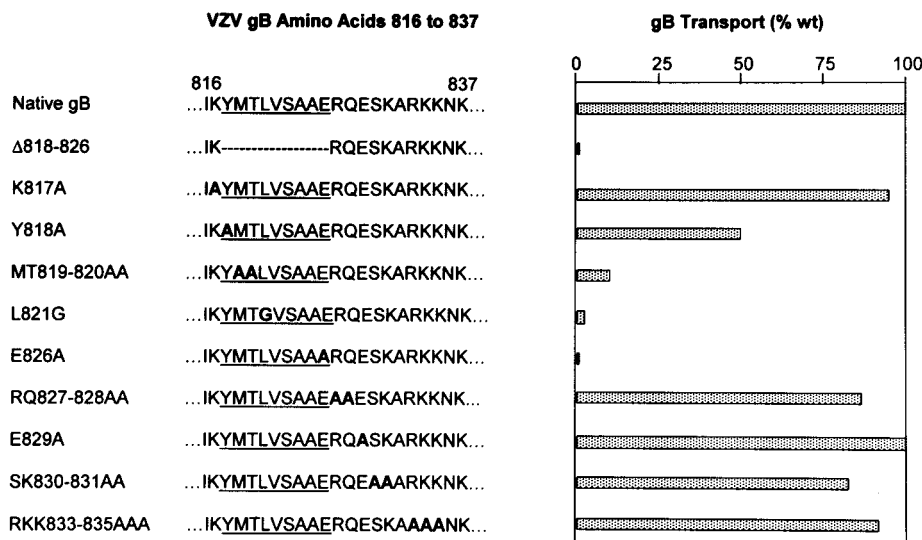 VZV gB Amino Acids 816 to 837
gB Transport (% wt)
816 837
0 25 50 75 100
Native gB ...IKYMTLVSAAERQESKARKKNK...
Δ818-826 ...IK-----------------RQESKARKKNK...
K817A ...IAYMTLVSAAERQESKARKKNK...
Y818A ...IKAMTLVSAAERQESKARKKNK...
MT819-820AA ...IKYAALVSAAERQESKARKKNK...
L821G ...IKYMTGVSAAERQESKARKKNK...
E826A ...IKYMTLVSAAARQESKARKKNK...
RQ827-828AA ...IKYMTLVSAAEAAESKARKKNK...
E829A ...IKYMTLVSAAERQASKARKKNK...
SK830-831AA ...IKYMTLVSAAERQEAAARKKNK...
RKK833-835AAA ...IKYMTLVSAAERQESKAAAANK...